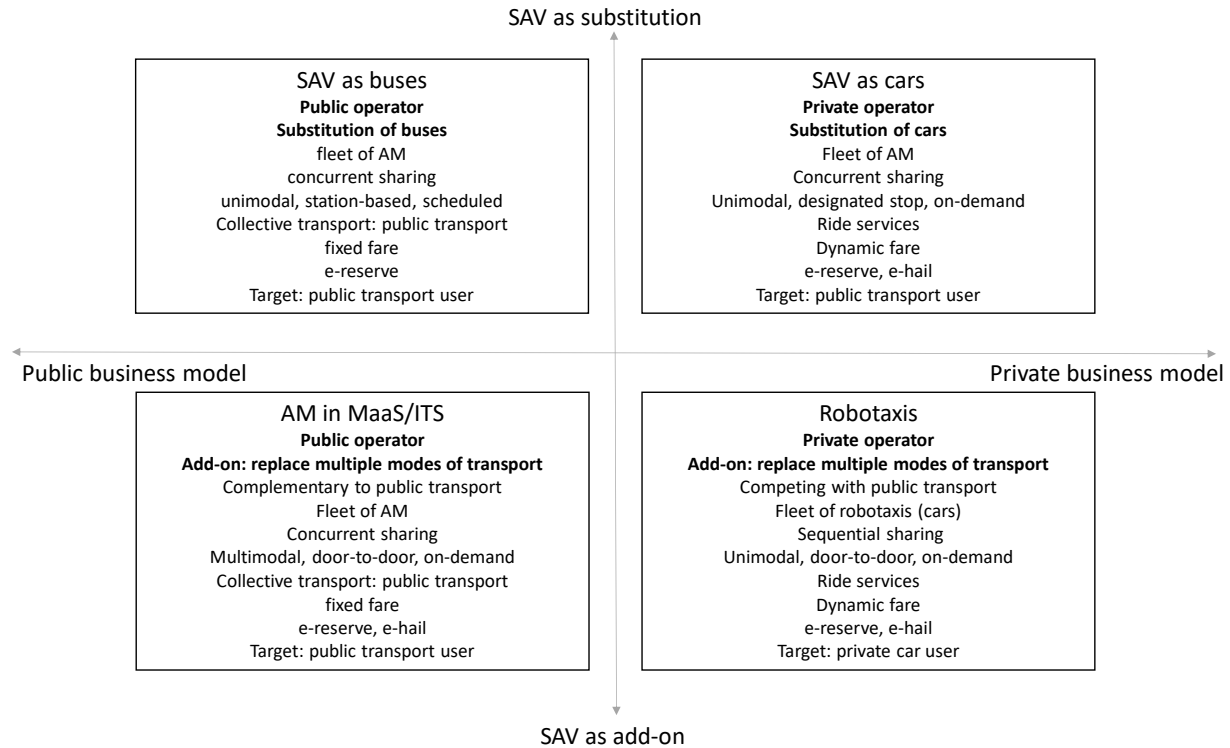 SAV as substitution
SAV as buses
Public operator
Substitution of buses
fleet of AM
concurrent sharing
unimodal, station-based, scheduled
Collective transport: public transport
fixed fare
e-reserve
Target: public transport user
SAV as cars
Private operator
Substitution of cars
Fleet of AM
Concurrent sharing
Unimodal, designated stop, on-demand
Ride services
Dynamic fare
e-reserve, e-hail
Target: public transport user
Public business model
Private business model
AM in MaaS/ITS
Public operator
Add-on: replace multiple modes of transport
Complementary to public transport
Fleet of AM
Concurrent sharing
Multimodal, door-to-door, on-demand
Collective transport: public transport
fixed fare
e-reserve, e-hail
Target: public transport user
Robotaxis
Private operator
Add-on: replace multiple modes of transport
Competing with public transport
Fleet of robotaxis (cars)
Sequential sharing
Unimodal, door-to-door, on-demand
Ride services
Dynamic fare
e-reserve, e-hail
Target: private car user
SAV as add-on